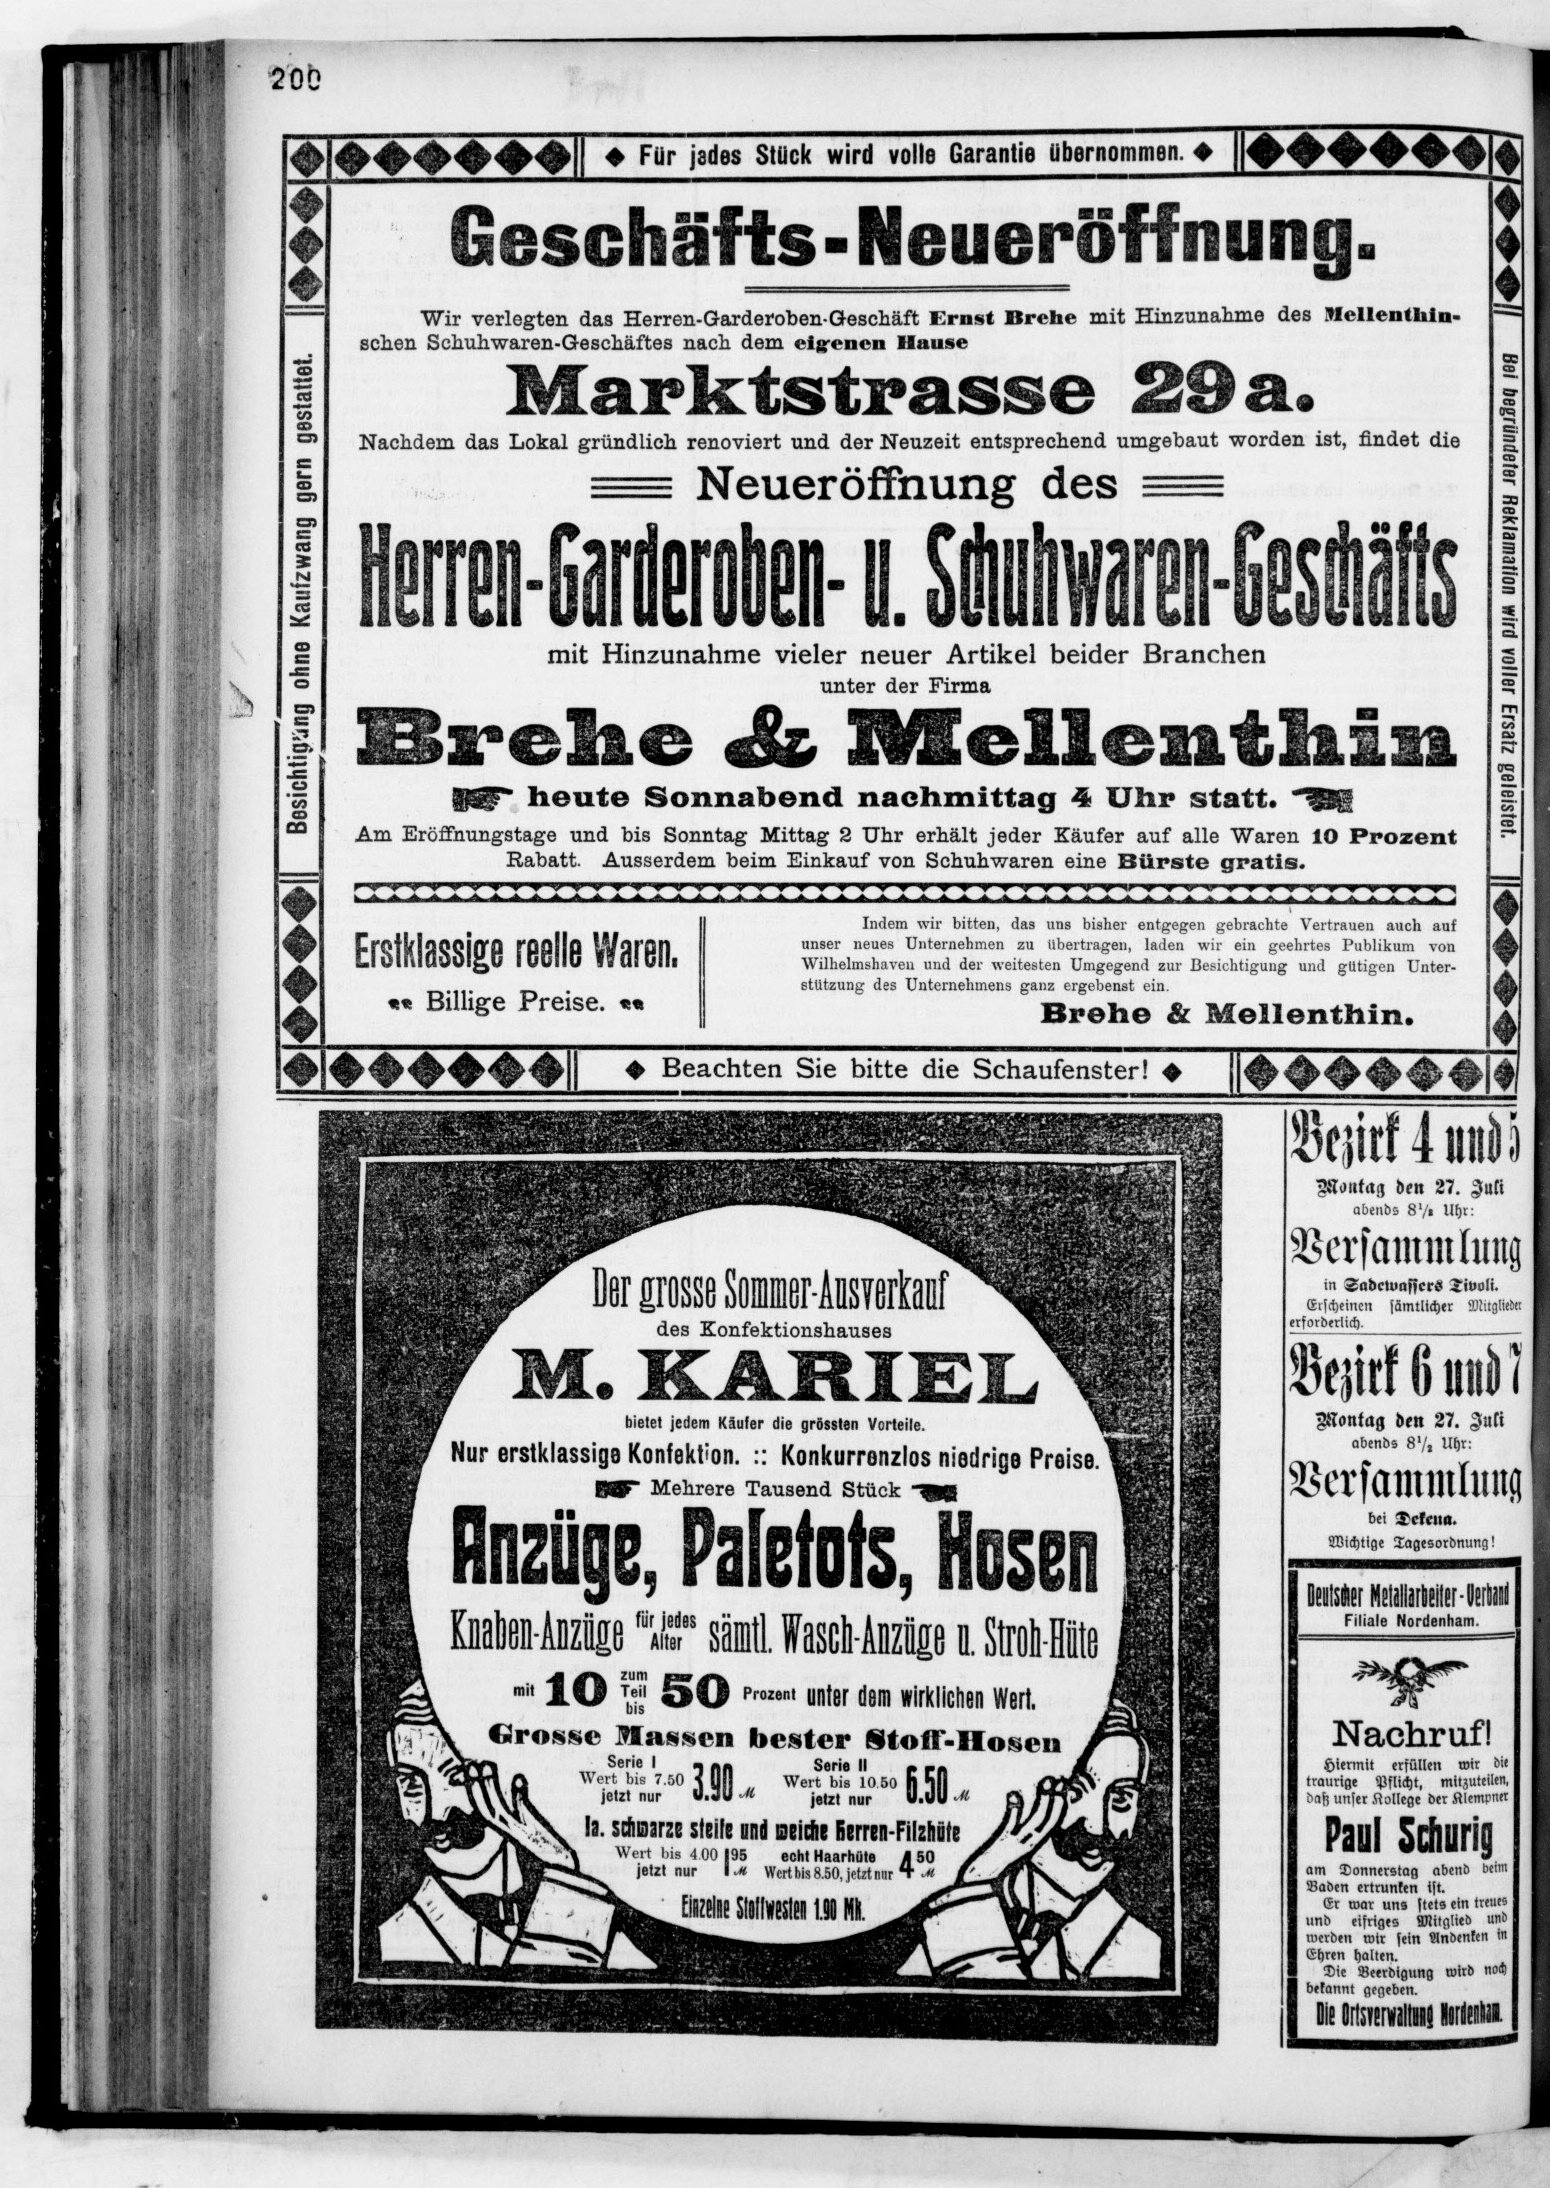 200
◆ Für jedes Stück wird volle Garantie übernommen. ◆
Besichtigung ohne Kaufzwang gern gestattet.
Bei begründeter Reklamation wird voller Ersatz geleistet.
Geschäfts-Neueröffnung.
Wir verlegten das Herren-Garderoben-Geschäft Ernst Brehe mit Hinzunahme des Mellenthin-
schen Schuhwaren-Geschäftes nach dem eigenen Hause
Marktstrasse 29a.
Nachdem das Lokal gründlich renoviert und der Neuzeit entsprechend umgebaut worden ist, findet die
Neueröffnung des
Herren-Garderoben- u. Schuhwaren-Geschäfts
mit Hinzunahme vieler neuer Artikel beider Branchen
unter der Firma
Brehe & Mellenthin
heute Sonnabend nachmittag 4 Uhr statt.
Am Eröffnungstage und bis Sonntag Mittag 2 Uhr erhält jeder Käufer auf alle Waren 10 Prozent
Rabatt. Ausserdem beim Einkauf von Schuhwaren eine Bürste gratis.
Erstklassige reelle Waren.
Billige Preise.
Indem wir bitten, das uns bisher entgegen gebrachte Vertrauen auch auf
unser neues Unternehmen zu übertragen, laden wir ein geehrtes Publikum von
Wilhelmshaven und der weitesten Umgegend zur Besichtigung und gütigen Unter-
stützung des Unternehmens ganz ergebenst ein.
Brehe & Mellenthin.
◆ Beachten Sie bitte die Schaufenster! ◆
Der grosse Sommer-Ausverkauf
des Konfektionshauses
M. KARIEL
bietet jedem Käufer die grössten Vorteile.
Nur erstklassige Konfektion. :: Konkurrenzlos niedrige Preise.
Mehrere Tausend Stück
Anzüge, Paletots, Hosen
Knaben-Anzüge für jedes Alter sämtl. Wasch-Anzüge u. Stroh-Hüte
mit 10 zum Teil bis 50 Prozent unter dem wirklichen Wert.
Grosse Massen bester Stoff-Hosen
Serie I
Wert bis 7.50
jetzt nur 3.90 ℳ
Serie II
Wert bis 10.50
jetzt nur 6.50 ℳ
Ia. schwarze steife und weiche Herren-Filzhüte
Wert bis 4.00
jetzt nur 1 95 ℳ
echt Haarhüte
Wert bis 8.50, jetzt nur 4 50 ℳ
Einzelne Stoffwesten 1.90 Mk.
Bezirk 4 und 5
Montag den 27. Juli
abends 8½ Uhr:
Versammlung
in Sadewassers Tivoli.
Erscheinen sämtlicher Mitglieder
erforderlich.
Bezirk 6 und 7
Montag den 27. Juli
abends 8½ Uhr:
Versammlung
bei Dekena.
Wichtige Tagesordnung!
Deutscher Metallarbeiter-Verband
Filiale Nordenham.
Nachruf!
Hiermit erfüllen wir die
traurige Pflicht, mitzuteilen,
daß unser Kollege der Klempner
Paul Schurig
am Donnerstag abend beim
Baden ertrunken ist.
Er war uns stets ein treues
und eifriges Mitglied und
werden wir sein Andenken in
Ehren halten.
Die Beerdigung wird noch
bekannt gegeben.
Die Ortsverwaltung Nordenham.